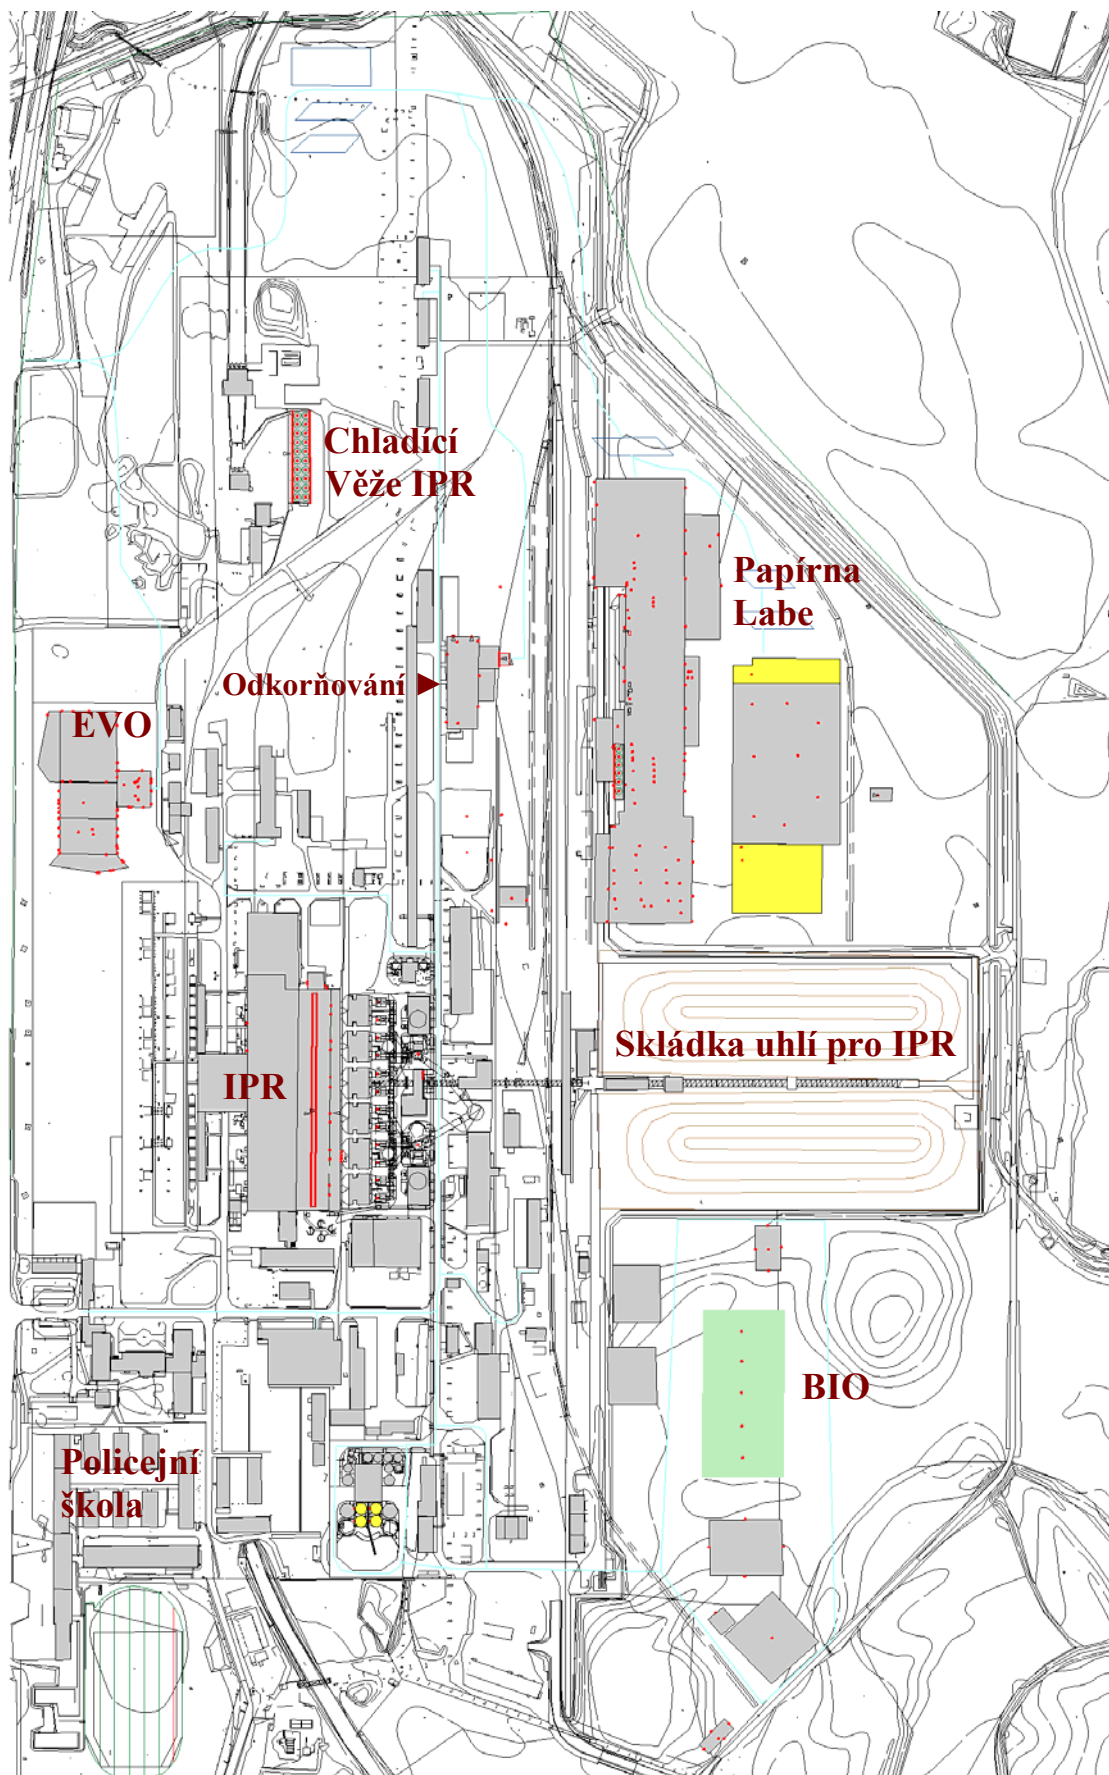 Chladící
Věže IPR
Papírna
Labe
Odkorňování
EVO
Skládka uhlí pro IPR
IPR
BIO
Policejní
škola